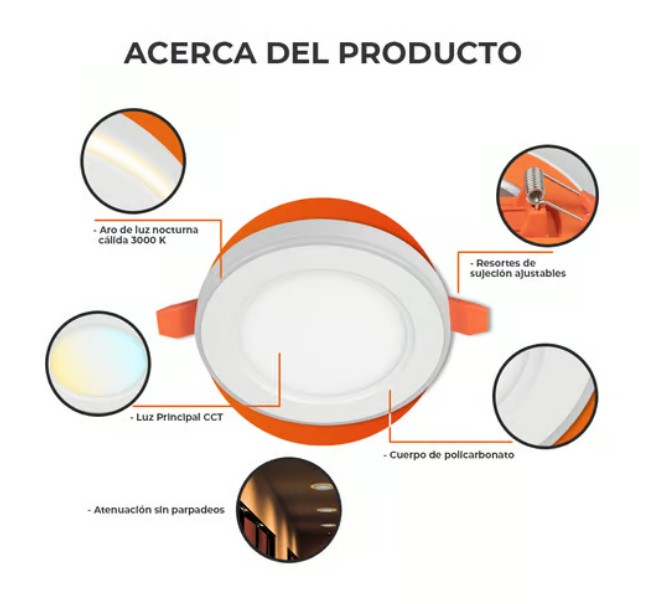 ACERCA DEL PRODUCTO
- Aro de luz nocturna
cálida 3000 K
- Resortes de
sujeción ajustables
- Luz Principal CCT
- Cuerpo de policarbonato
- Atenuación sin parpadeos